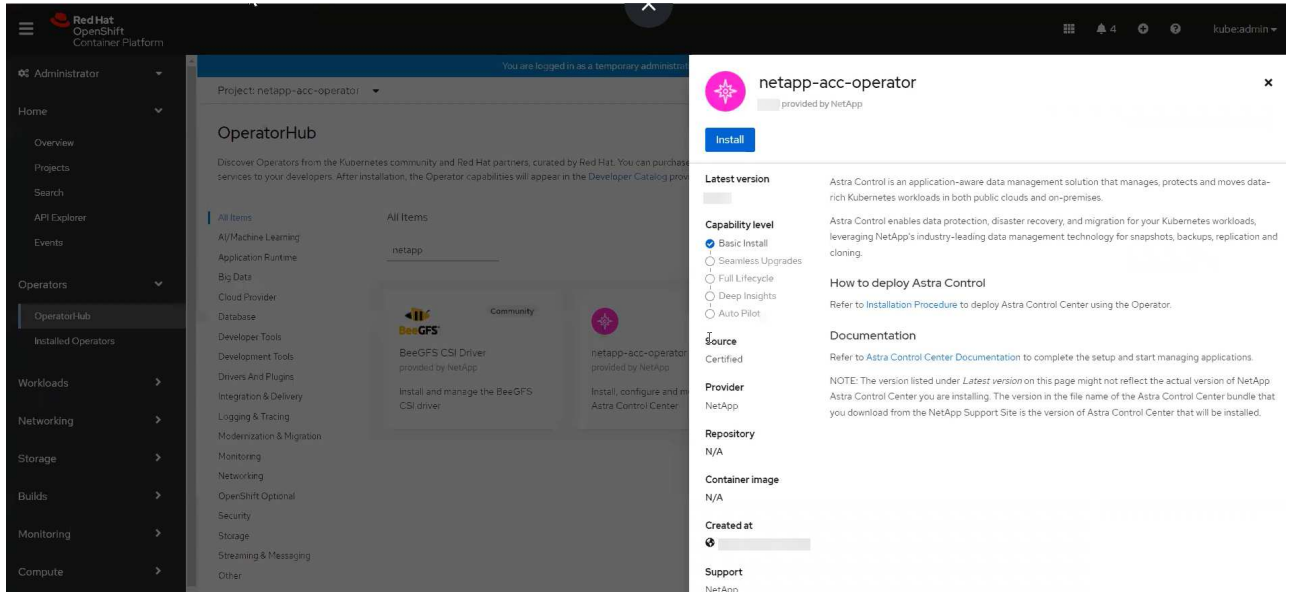 Red Hat
OpenShift
Container Platform
4
kube:admin
Administrator
Home
Overview
Projects
Search
API Explorer
Events
Operators
OperatorHub
Installed Operators
Workloads
Networking
Storage
Builds
Monitoring
Compute
You are logged in as a temporary administrat
Project: netapp-acc-operator
OperatorHub
Discover Operators from the Kubernetes community and Red Hat partners, curated by Red Hat. You can purchase
services to your developers. After installation, the Operator capabilities will appear in the Developer Catalog prov
All Items
AI/Machine Learning
Application Runtime
Big Data
Cloud Provider
Database
Developer Tools
Development Tools
Drivers And Plugins
Integration & Delivery
Logging & Tracing
Modernization & Migration
Monitoring
Networking
OpenShift Optional
Security
Storage
Streaming & Messaging
Other
All Items
netapp
Community
BeeGFS
BeeGFS CSI Driver
provided by NetApp
Install and manage the BeeGFS
CSI driver
netapp-acc-operator
provided by NetApp
Install, configure and m
Astra Control Center
netapp-acc-operator
provided by NetApp
Install
Latest version
Capability level
Basic Install
Seamless Upgrades
Full Lifecycle
Deep Insights
Auto Pilot
Source
Certified
Provider
NetApp
Repository
N/A
Container image
N/A
Created at
Support
NetApp
Astra Control is an application-aware data management solution that manages, protects and moves data-
rich Kubernetes workloads in both public clouds and on-premises.
Astra Control enables data protection, disaster recovery, and migration for your Kubernetes workloads,
leveraging NetApp's industry-leading data management technology for snapshots, backups, replication and
cloning.
How to deploy Astra Control
Refer to Installation Procedure to deploy Astra Control Center using the Operator.
Documentation
Refer to Astra Control Center Documentation to complete the setup and start managing applications.
NOTE: The version listed under Latest version on this page might not reflect the actual version of NetApp
Astra Control Center you are installing. The version in the file name of the Astra Control Center bundle that
you download from the NetApp Support Site is the version of Astra Control Center that will be installed.